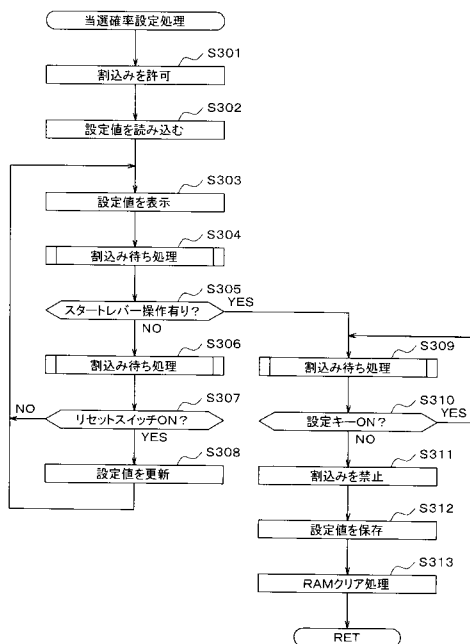 当選確率設定処理
S301
割込みを許可
S302
設定値を読み込む
S303
設定値を表示
S304
割込み待ち処理
S305
スタートレバー操作有り?
YES
NO
S306
割込み待ち処理
S307
NO
リセットスイッチON?
YES
S308
設定値を更新
S309
割込み待ち処理
S310
設定キーON?
YES
NO
S311
割込みを禁止
S312
設定値を保存
S313
RAMクリア処理
RET